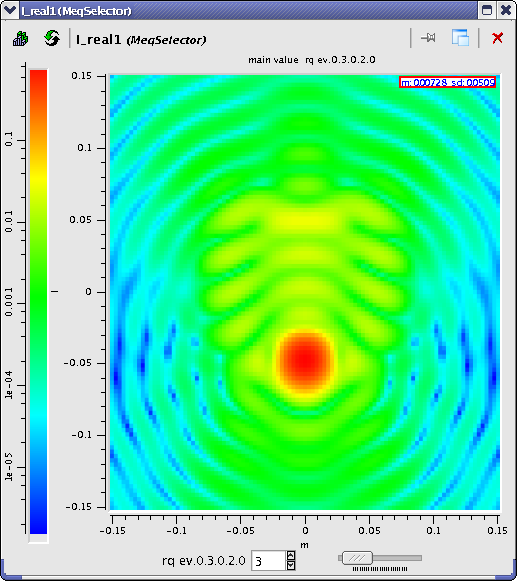 I_real1 (MeqSelector)
I_real1 (MeqSelector)
main value rq ev.0.3.0.2.0
m:000728 sd:00509
0.1
0.01
0.001
1e-04
1e-05
0.15
0.1
0.05
0
-0.05
-0.1
-0.15
-0.15
-0.1
-0.05
0
0.05
0.1
0.15
m
rq ev.0.3.0.2.0 3